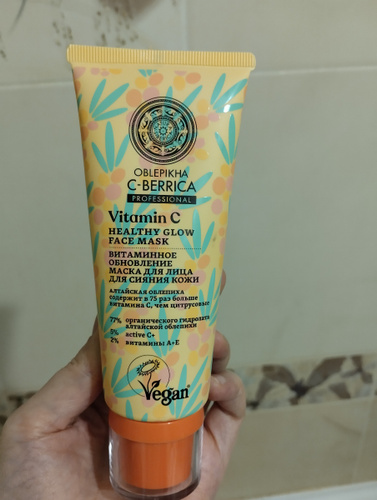 OBLEPIKHA
C-BERRICA
PROFESSIONAL
Vitamin C
HEALTHY GLOW
FACE MASK
ВИТАМИННОЕ
ОБНОВЛЕНИЕ
МАСКА ДЛЯ ЛИЦА
ДЛЯ СИЯНИЯ КОЖИ
АЛТАЙСКАЯ ОБЛЕПИХА
СОДЕРЖИТ В 75 РАЗ БОЛЬШЕ
ВИТАМИНА С, ЧЕМ ЦИТРУСОВЫЕ
77% органического гидролата
алтайской облепихи
5% active C+
2% витамины А+Е
Vegan